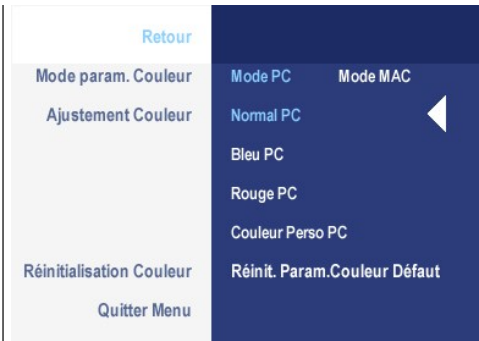 Retour
Mode param. Couleur Mode PC Mode MAC
Ajustement Couleur Normal PC
Bleu PC
Rouge PC
Couleur Perso PC
Réinitialisation Couleur Réinit. Param.Couleur Défaut
Quitter Menu